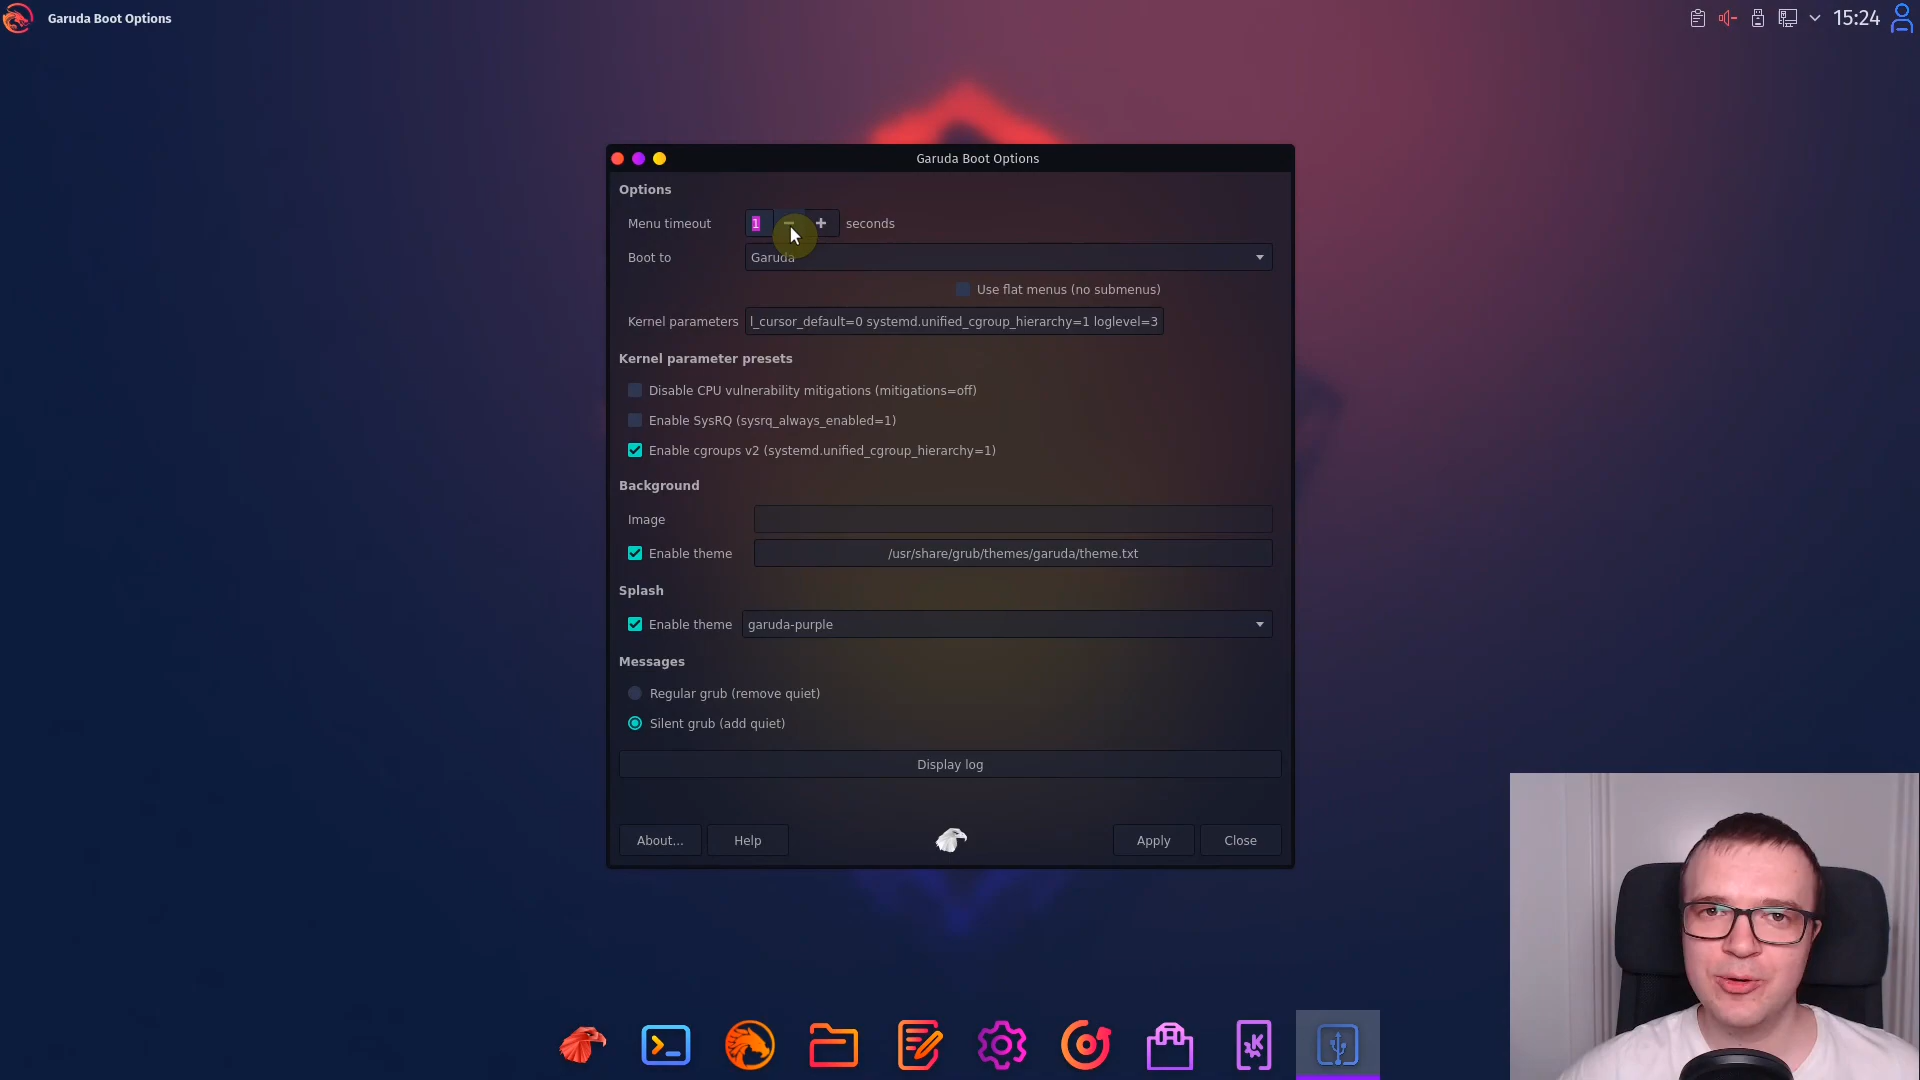 Garuda Boot Options
15:24
Garuda Boot Options
Options
Menu timeout
1
seconds
Boot to
Garuda
Use flat menus (no submenus)
Kernel parameters
l_cursor_default=0 systemd.unified_cgroup_hierarchy=1 loglevel=3
Kernel parameter presets
Disable CPU vulnerability mitigations (mitigations=off)
Enable SysRQ (sysrq_always_enabled=1)
Enable cgroups v2 (systemd.unified_cgroup_hierarchy=1)
Background
Image
Enable theme
/usr/share/grub/themes/garuda/theme.txt
Splash
Enable theme
garuda-purple
Messages
Regular grub (remove quiet)
Silent grub (add quiet)
Display log
About...
Help
Apply
Close